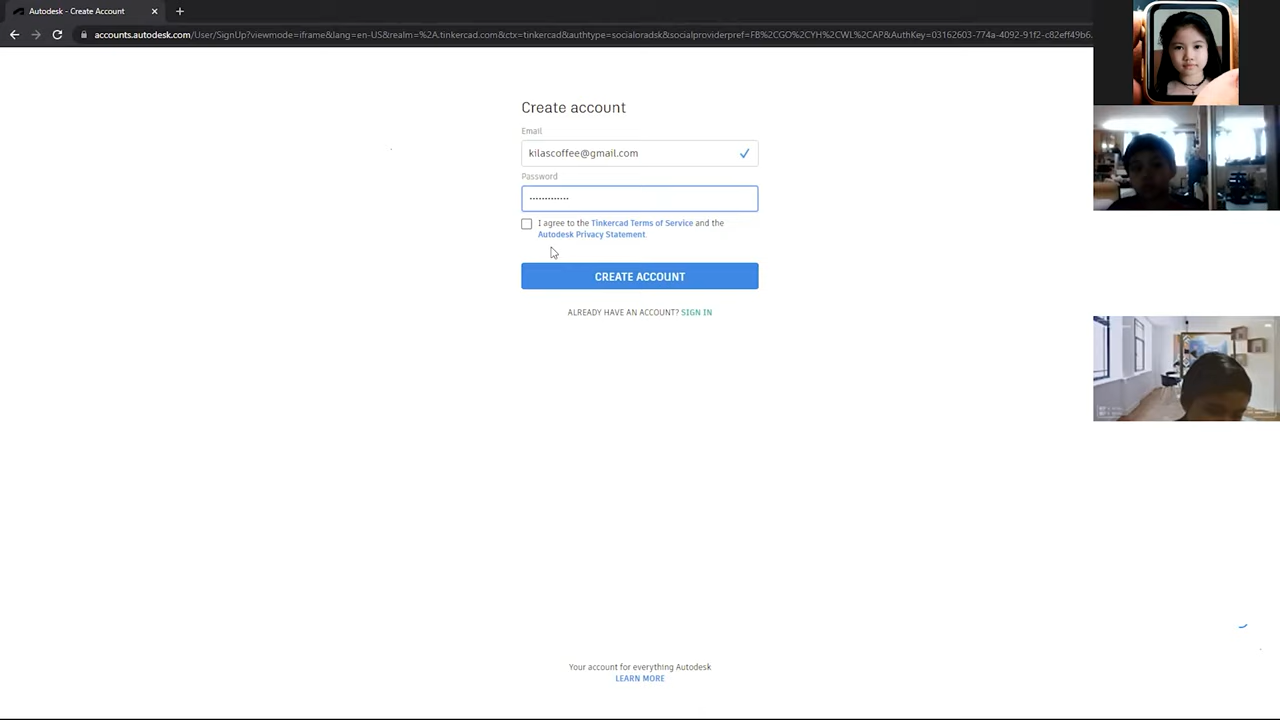 Autodesk - Create Account
accounts.autodesk.com/User/SignUp?viewmode=iframe&lang=en-US&realm=%2A.tinkercad.com&ctx=tinkercad&authtype=socialoradsk&socialproviderpref=FB%2CGO%2CYH%2CWL%2CAP&AuthKey=03162603-774a-4092-91f2-c82eff49b6
Create account
Email
kilascoffee@gmail.com
Password
I agree to the Tinkercad Terms of Service and the
Autodesk Privacy Statement.
CREATE ACCOUNT
ALREADY HAVE AN ACCOUNT? SIGN IN
Your account for everything Autodesk
LEARN MORE